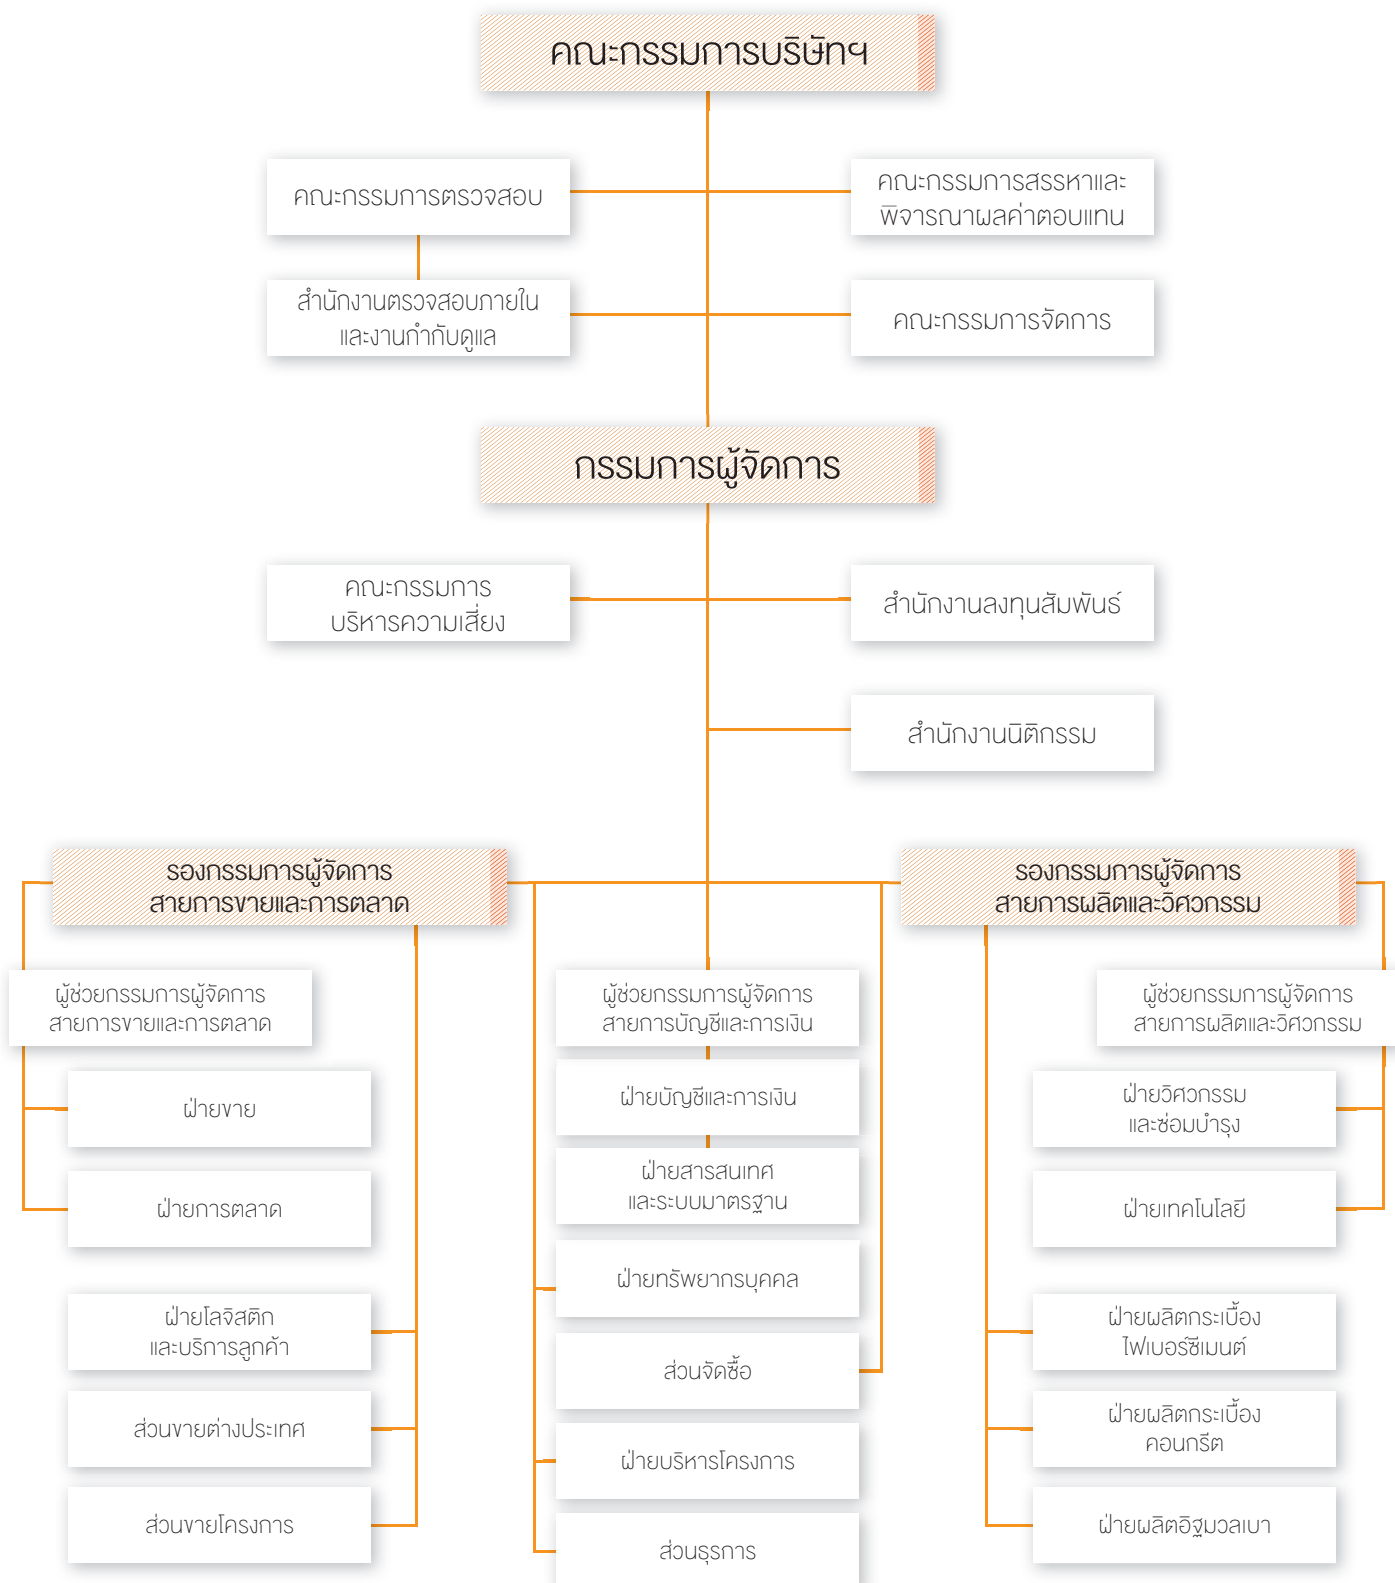 คณะกรรมการบริษัทฯ
คณะกรรมการตรวจสอบ
คณะกรรมการสรรหาและ
พิจารณาผลค่าตอบแทน
สำนักงานตรวจสอบภายใน
และงานกำกับดูแล
คณะกรรมการจัดการ
กรรมการผู้จัดการ
คณะกรรมการ
บริหารความเสี่ยง
สำนักงานลงทุนสัมพันธ์
สำนักงานนิติกรรม
รองกรรมการผู้จัดการ
สายการขายและการตลาด
รองกรรมการผู้จัดการ
สายการผลิตและวิศวกรรม
ผู้ช่วยกรรมการผู้จัดการ
สายการขายและการตลาด
ฝ่ายขาย
ฝ่ายการตลาด
ฝ่ายโลจิสติก
และบริการลูกค้า
ส่วนขายต่างประเทศ
ส่วนขายโครงการ
ผู้ช่วยกรรมการผู้จัดการ
สายการบัญชีและการเงิน
ฝ่ายบัญชีและการเงิน
ฝ่ายสารสนเทศ
และระบบมาตรฐาน
ฝ่ายทรัพยากรบุคคล
ส่วนจัดซื้อ
ฝ่ายบริหารโครงการ
ส่วนธุรการ
ผู้ช่วยกรรมการผู้จัดการ
สายการผลิตและวิศวกรรม
ฝ่ายวิศวกรรม
และซ่อมบำรุง
ฝ่ายเทคโนโลยี
ฝ่ายผลิตกระเบื้อง
ไฟเบอร์ซีเมนต์
ฝ่ายผลิตกระเบื้อง
คอนกรีต
ฝ่ายผลิตอิฐมวลเบา